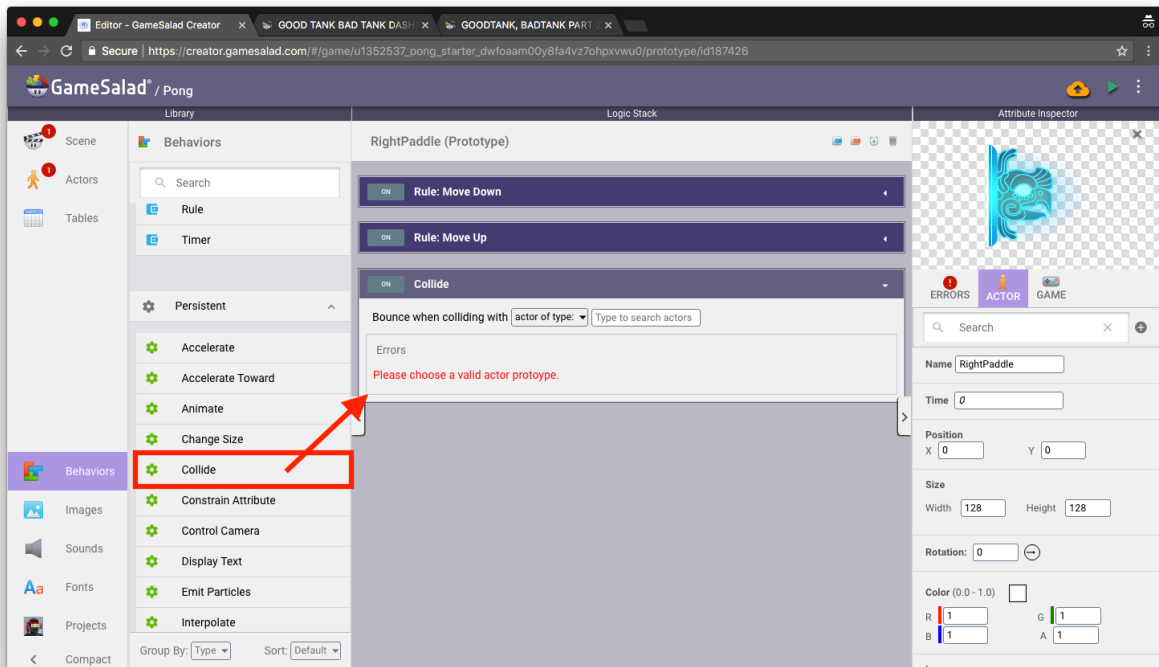 Editor - GameSalad Creator
GOOD TANK BAD TANK DASH
GOODTANK, BADTANK PART 2
Secure | https://creator.gamesalad.com/#/game/u1352537_pong_starter_dwfoaam00y8fa4vz7ohpxvwu0/prototype/id187426
GameSalad® / Pong
Library
Logic Stack
Attribute Inspector
1
Scene
1
Actors
Tables
Behaviors
Images
Sounds
Aa Fonts
Projects
Compact
Behaviors
Search
Rule
Timer
Persistent
Accelerate
Accelerate Toward
Animate
Change Size
Collide
Constrain Attribute
Control Camera
Display Text
Emit Particles
Interpolate
Group By: Type Sort: Default
RightPaddle (Prototype)
ON Rule: Move Down
ON Rule: Move Up
ON Collide
Bounce when colliding with actor of type: Type to search actors
Errors
Please choose a valid actor protoype.
ERRORS ACTOR GAME
Search
Name RightPaddle
Time 0
Position
X 0 Y 0
Size
Width 128 Height 128
Rotation: 0
Color (0.0 - 1.0)
R 1 G 1
B 1 A 1